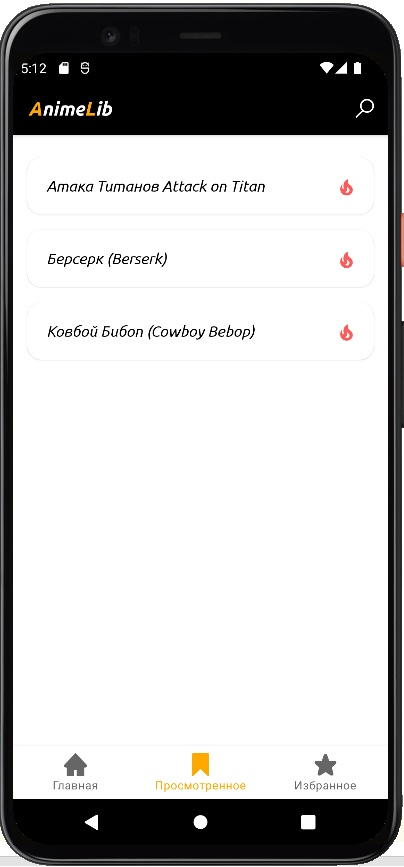 5:12
AnimeLib
Атака Титанов Attack on Titan
Берсерк (Berserk)
Ковбой Бибоп (Cowboy Bebop)
Главная
Просмотренное
Избранное